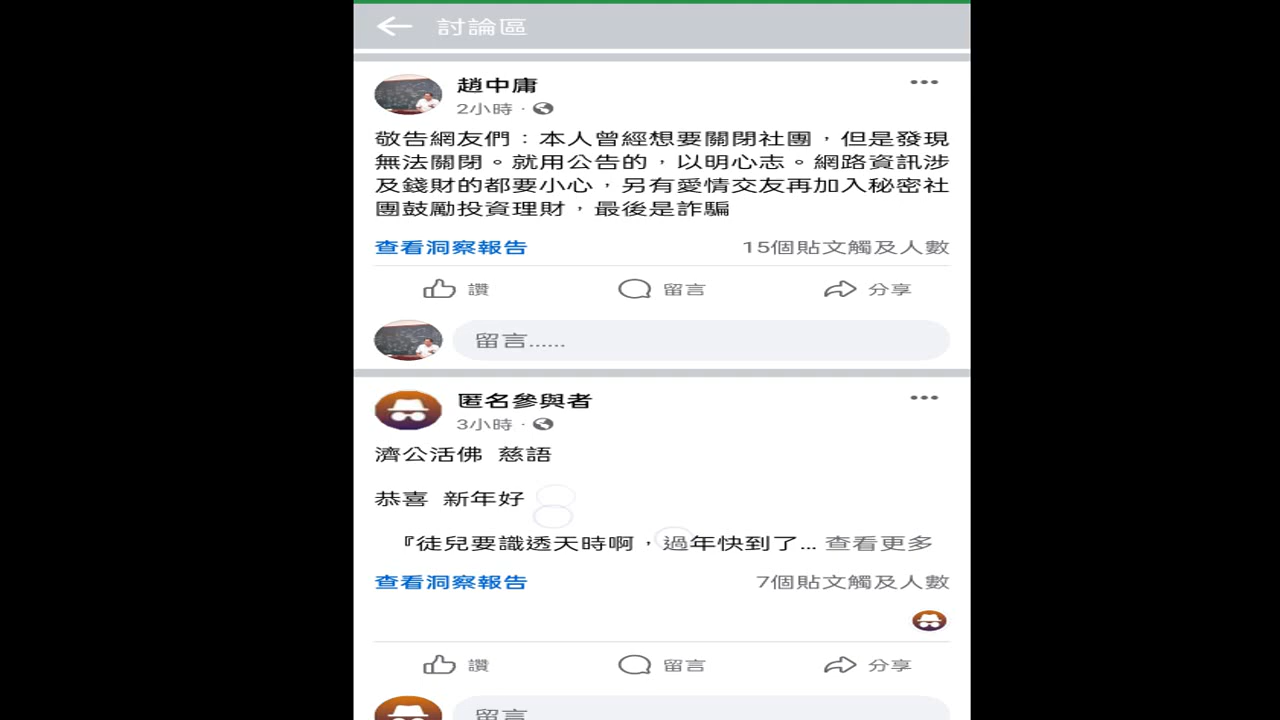 討論區
趙中庸
2小時 ·
敬告網友們：本人曾經想要關閉社團，但是發現
無法關閉。就用公告的，以明心志。網路資訊涉
及錢財的都要小心，另有愛情交友再加入秘密社
團鼓勵投資理財，最後是詐騙
查看洞察報告 15個貼文觸及人數
讚 留言 分享
留言......
匿名參與者
3小時 ·
濟公活佛 慈語
恭喜 新年好
『徒兒要識透天時啊，過年快到了... 查看更多
查看洞察報告 7個貼文觸及人數
讚 留言 分享
留言